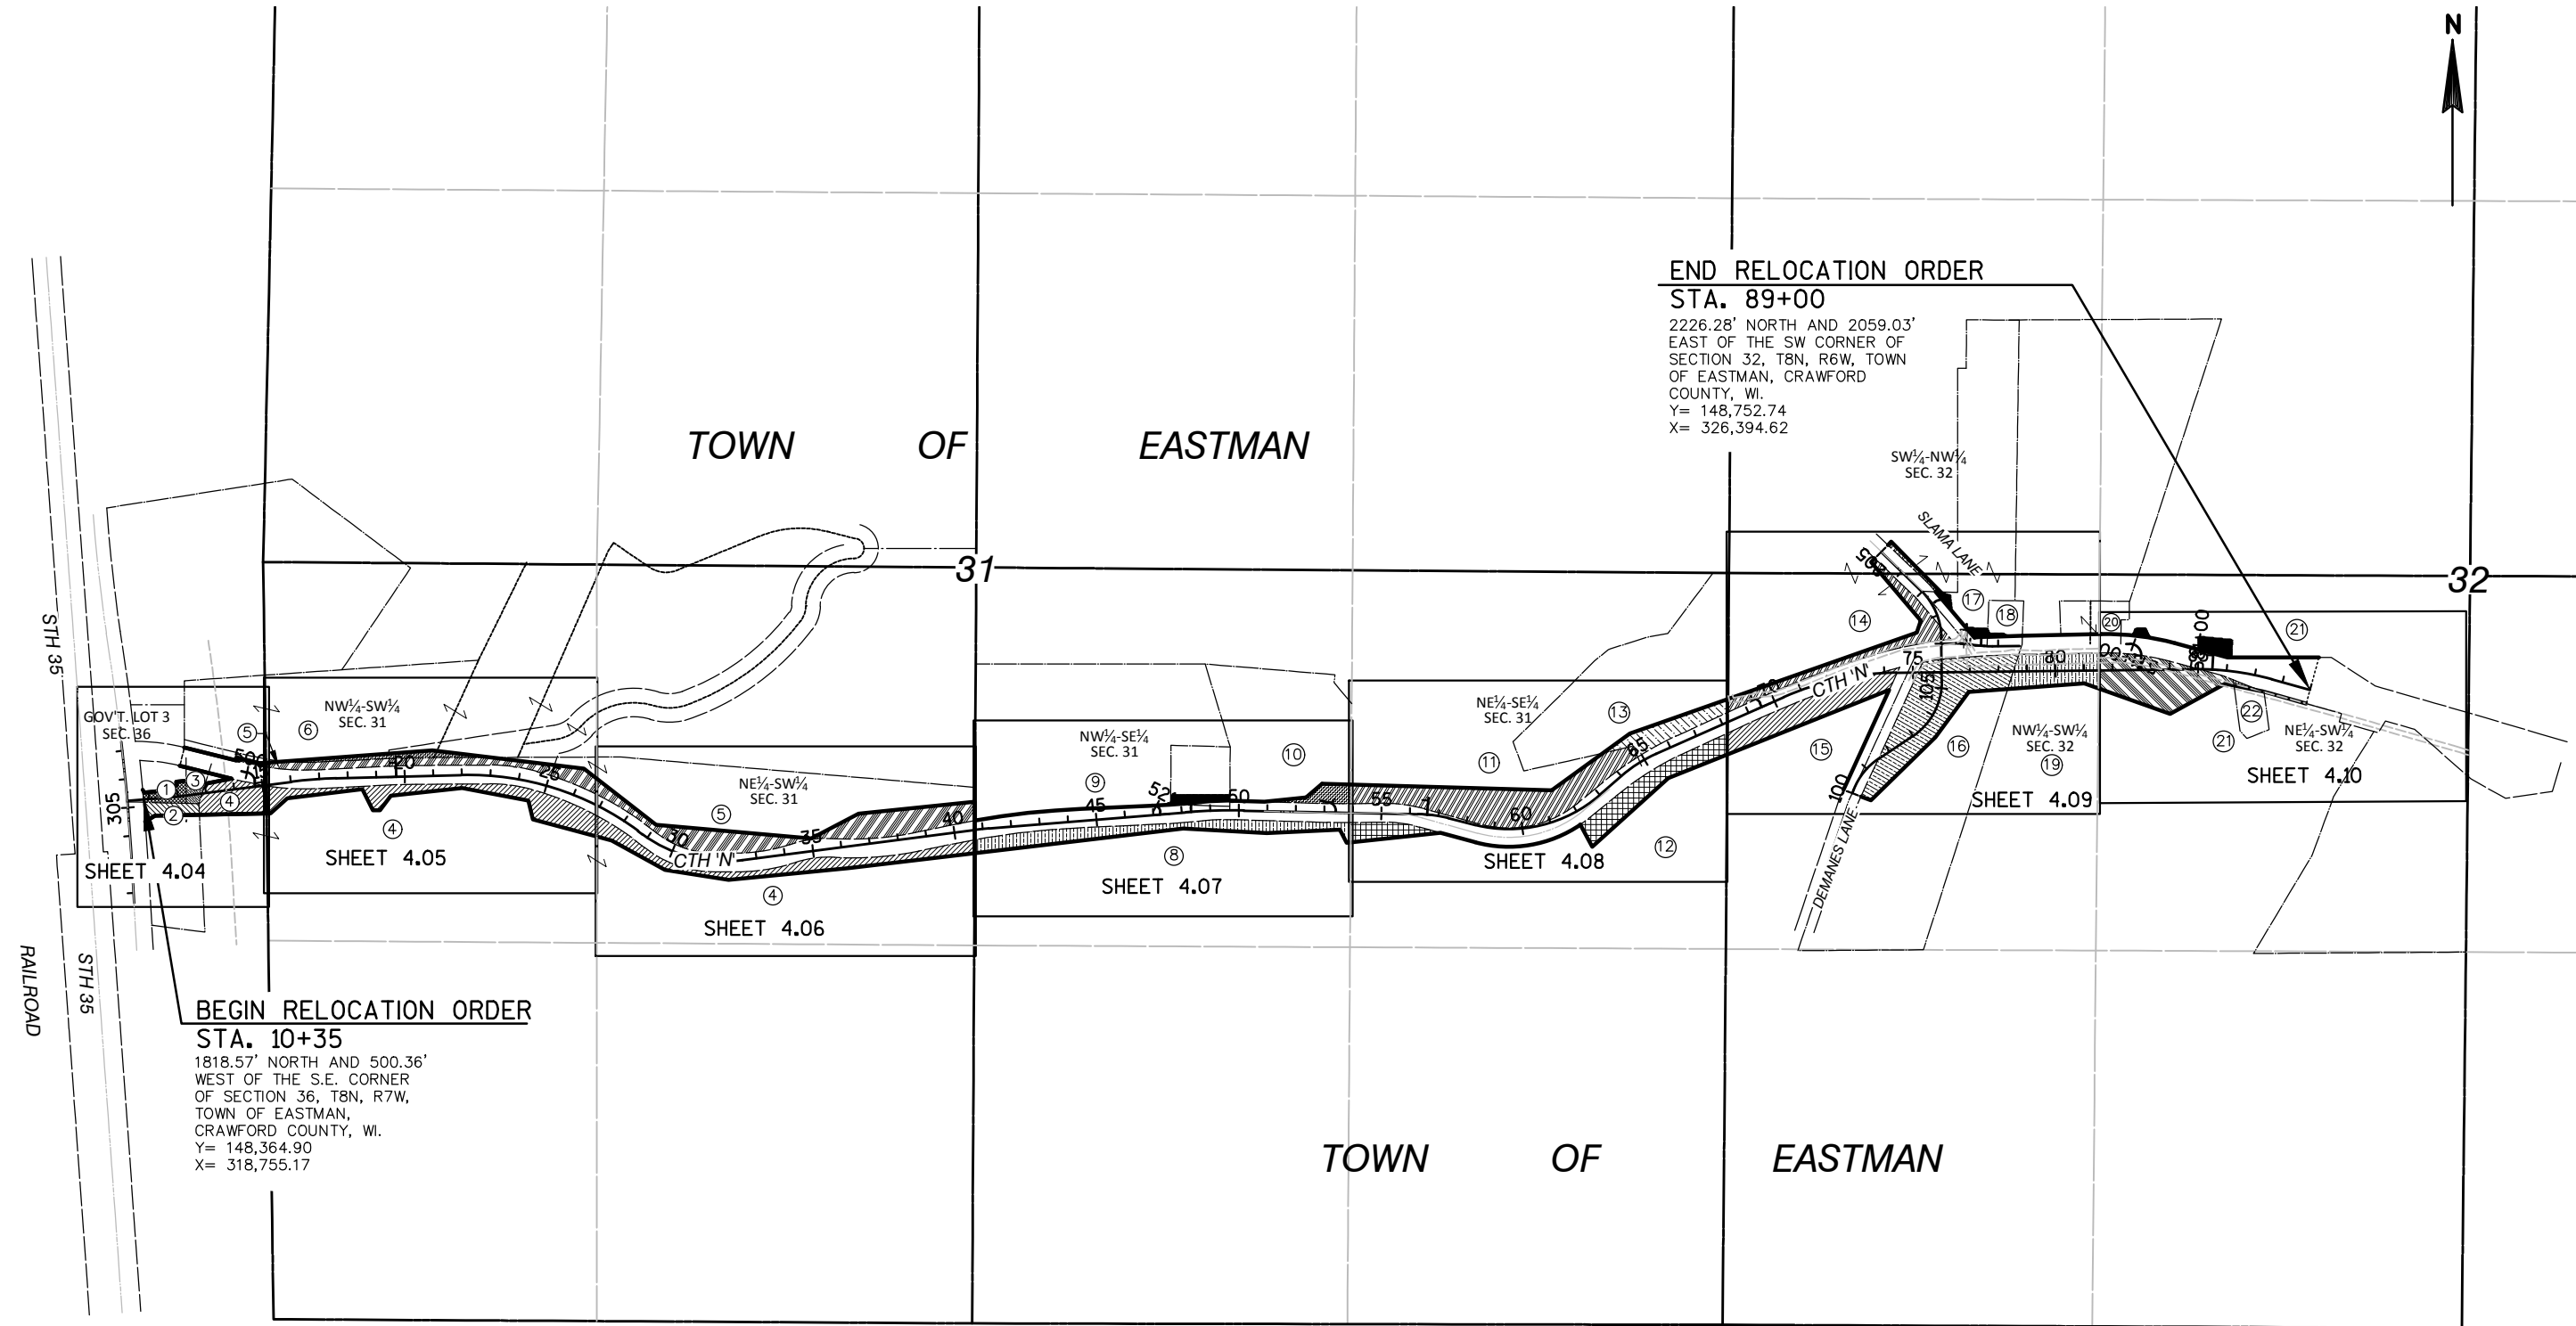 N
END RELOCATION ORDER
STA. 89+00
2226.28' NORTH AND 2059.03'
EAST OF THE SW CORNER OF
SECTION 32, T8N, R6W, TOWN
OF EASTMAN, CRAWFORD
COUNTY, WI.
Y= 148,752.74
X= 326,394.62
TOWN OF EASTMAN
SW¼-NW¼
SEC. 32
SLAMA LANE
31
32
STH 35
GOV'T. LOT 3
SEC. 36
5
6
NW¼-SW¼
SEC. 31
NE¼-SW¼
SEC. 31
NW¼-SE¼
SEC. 31
NE¼-SE¼
SEC. 31
NW¼-SW¼
SEC. 32
NE¼-SW¼
SEC. 32
1
2
3
4
305
500
20
25
30
35
40
45
50
52
55
60
65
70
75
80
105
505
100
CTH 'N'
CTH 'N'
4
5
4
8
9
10
11
12
13
14
15
16
17
18
19
20
21
21
22
DEMANES LANE
SHEET 4.04
SHEET 4.05
SHEET 4.06
SHEET 4.07
SHEET 4.08
SHEET 4.09
SHEET 4.10
RAILROAD
STH 35
BEGIN RELOCATION ORDER
STA. 10+35
1818.57' NORTH AND 500.36'
WEST OF THE S.E. CORNER
OF SECTION 36, T8N, R7W,
TOWN OF EASTMAN,
CRAWFORD COUNTY, WI.
Y= 148,364.90
X= 318,755.17
TOWN OF EASTMAN